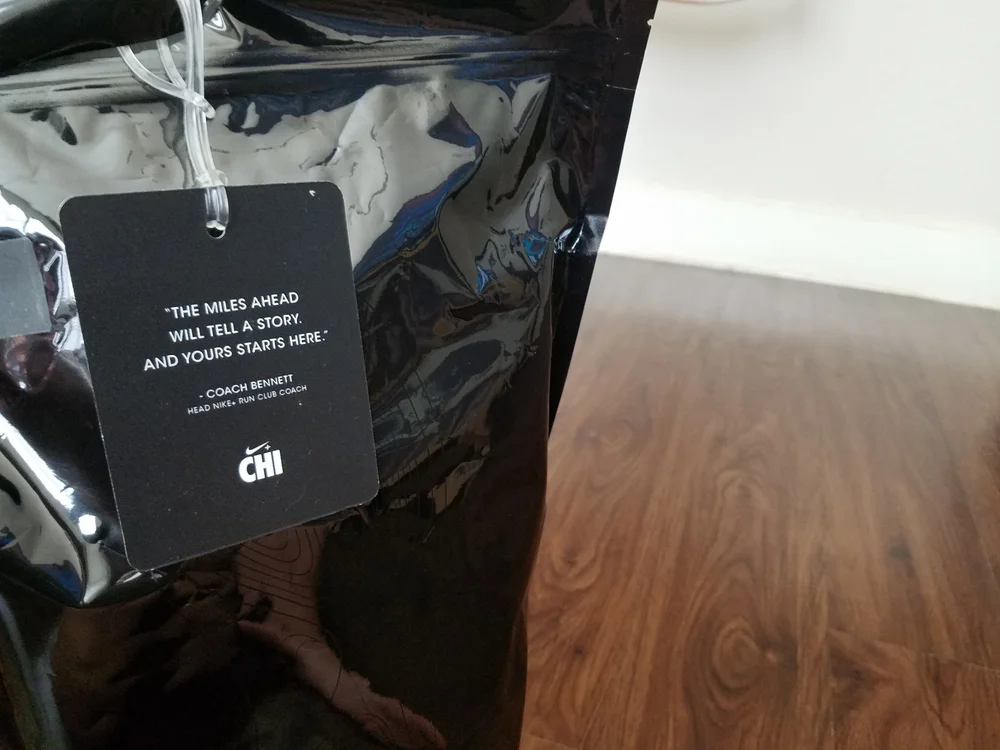 “THE MILES AHEAD
WILL TELL A STORY.
AND YOURS STARTS HERE.”
- COACH BENNETT
HEAD NIKE+ RUN CLUB COACH
CHI